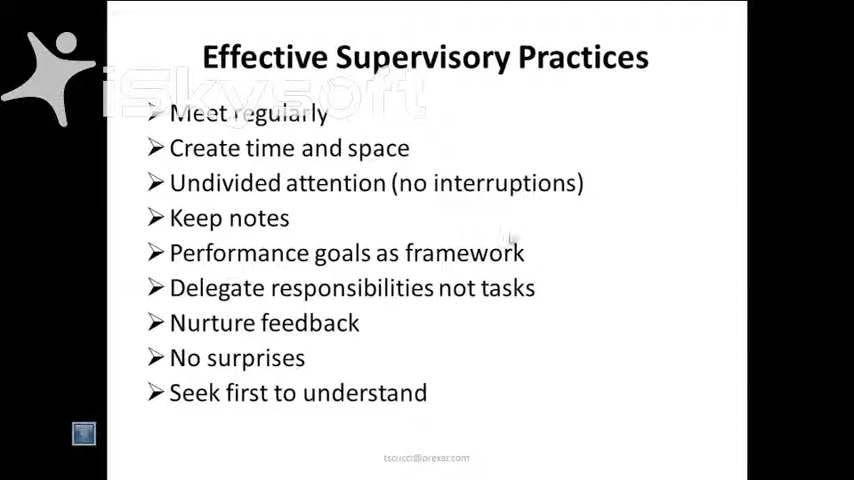 Effective Supervisory Practices
iSkysoft
Meet regularly
Create time and space
Undivided attention (no interruptions)
Keep notes
Performance goals as framework
Delegate responsibilities not tasks
Nurture feedback
No surprises
Seek first to understand